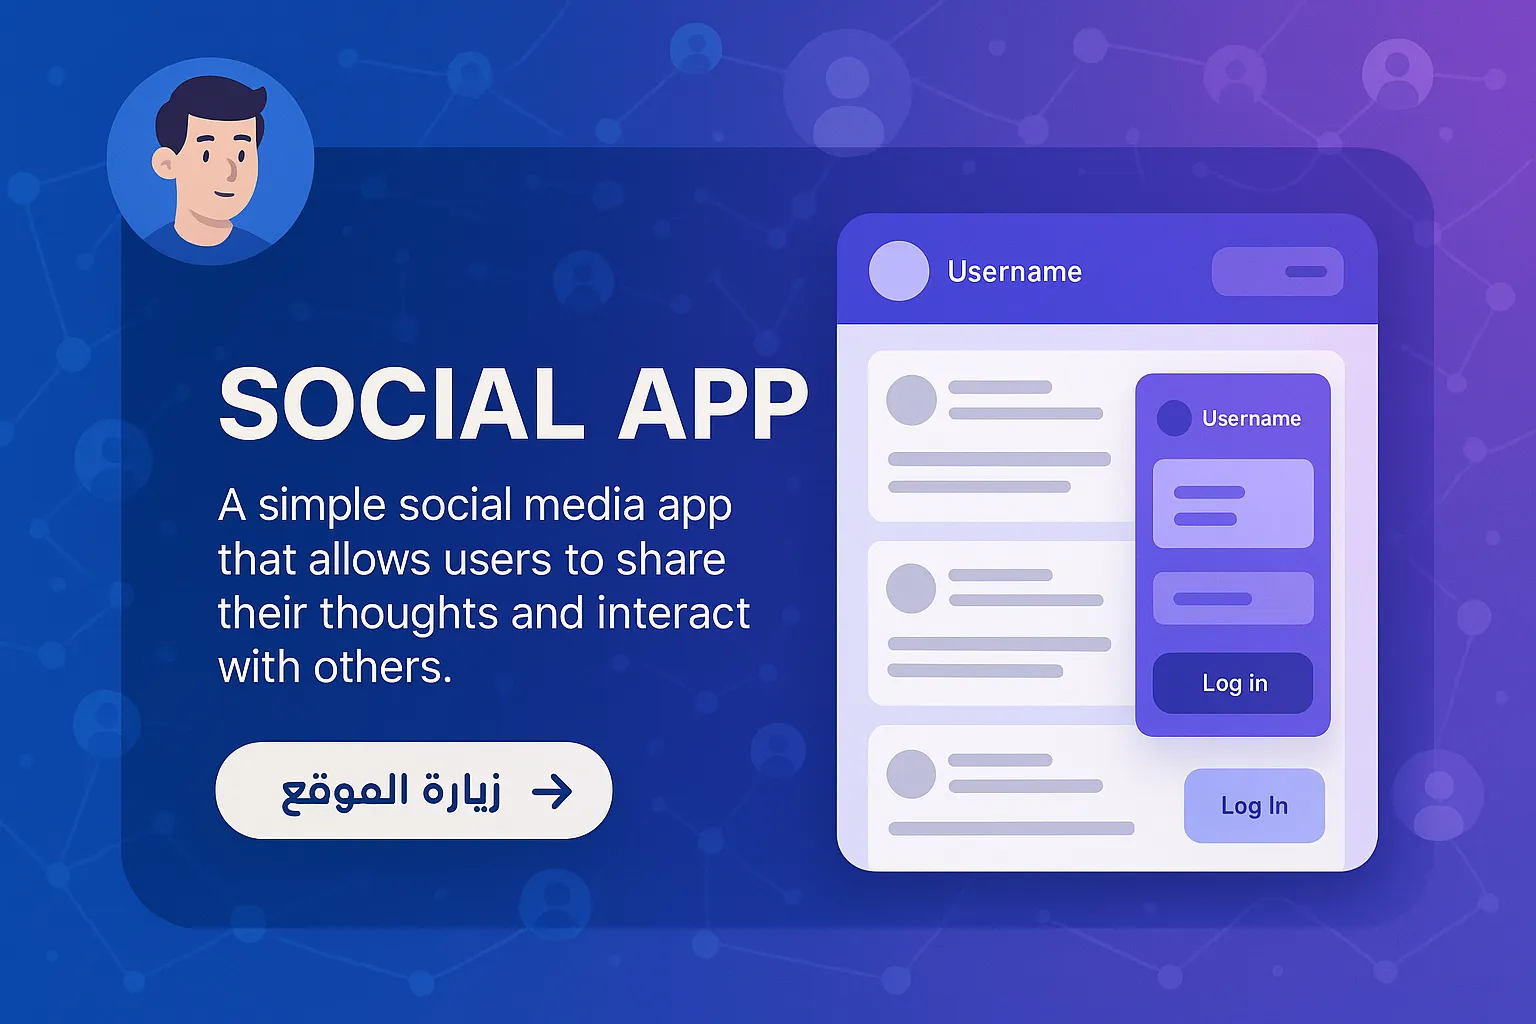 SOCIAL APP
A simple social media app
that allows users to share
their thoughts and interact
with others.
زيارة الموقع →
Username
Username
Log in
Log In